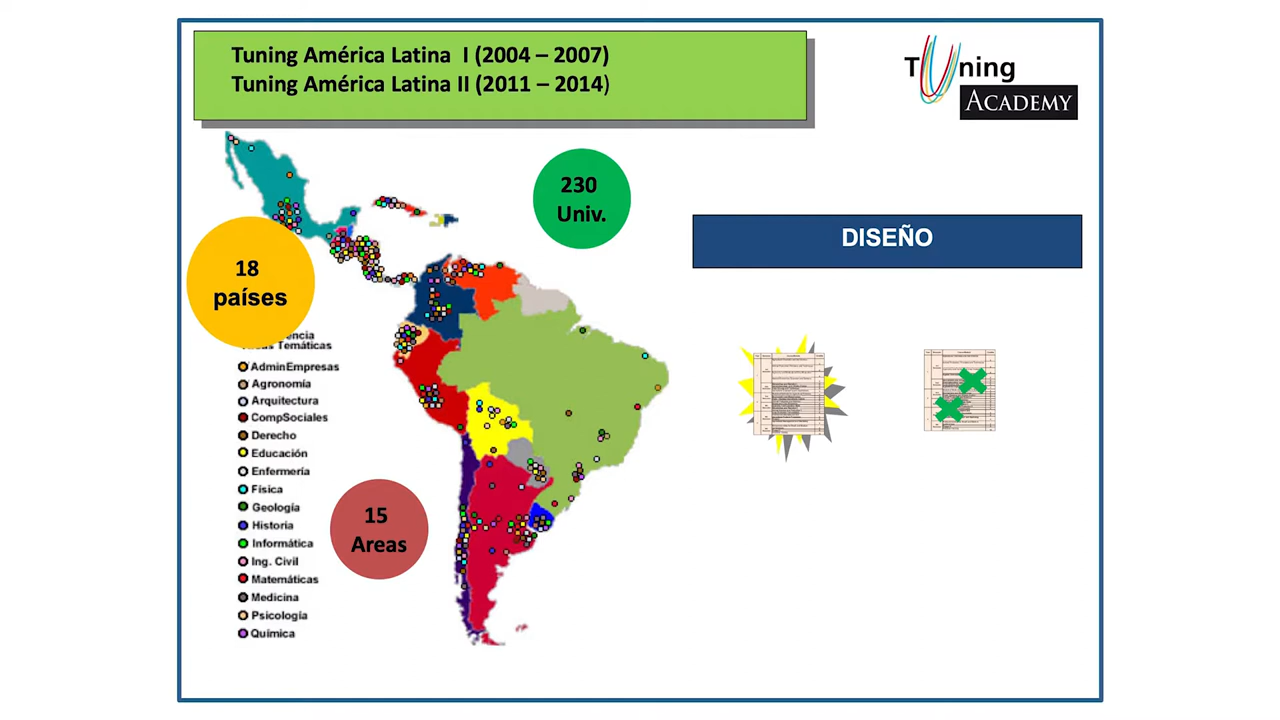 Tuning América Latina I (2004 – 2007)
Tuning América Latina II (2011 – 2014)
Tuning
ACADEMY
230
Univ.
DISEÑO
18
países
encia
as Temáticas
AdminEmpresas
Agronomía
Arquitectura
CompSociales
Derecho
Educación
Enfermería
Física
Geología
Historia
Informática
Ing. Civil
Matemáticas
Medicina
Psicología
Química
15
Areas